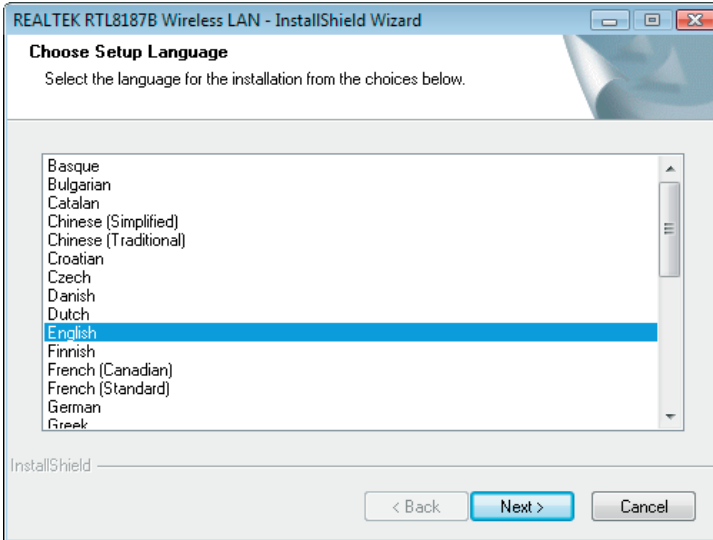 REALTEK RTL8187B Wireless LAN - InstallShield Wizard
Choose Setup Language
Select the language for the installation from the choices below.
Basque
Bulgarian
Catalan
Chinese (Simplified)
Chinese (Traditional)
Croatian
Czech
Danish
Dutch
English
Finnish
French (Canadian)
French (Standard)
German
Greek
InstallShield
< Back Next > Cancel